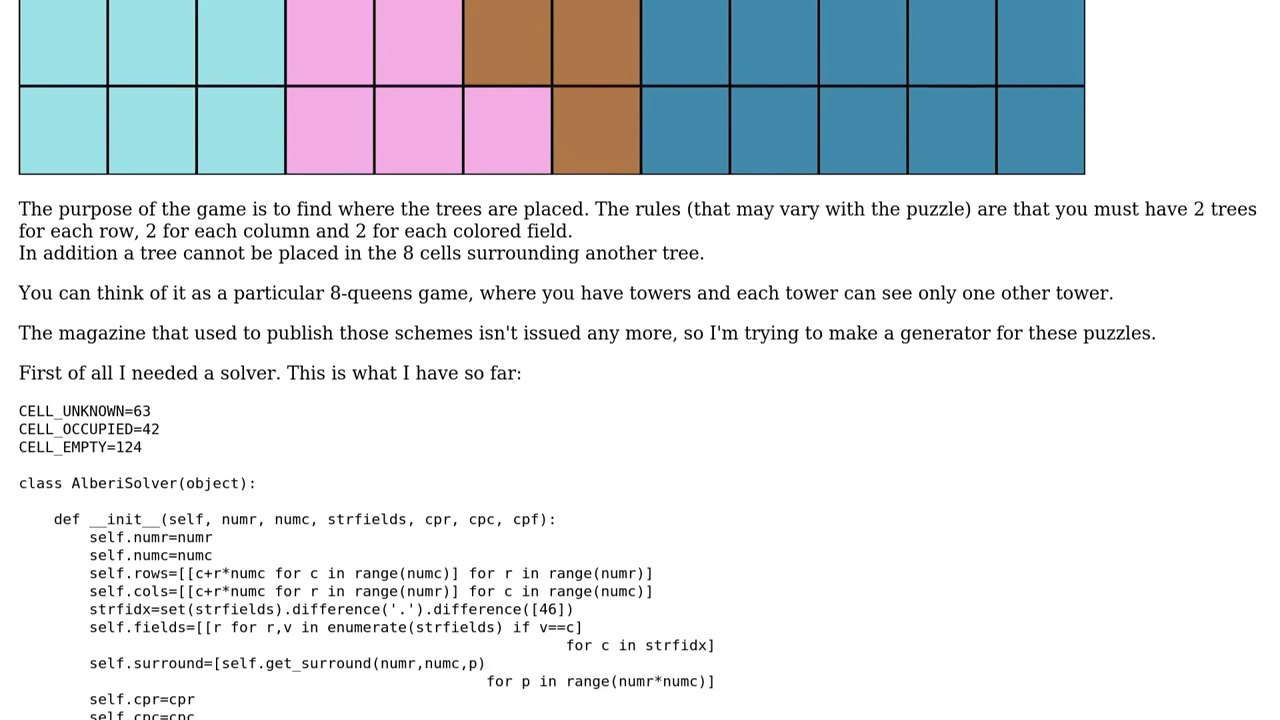 The purpose of the game is to find where the trees are placed. The rules (that may vary with the puzzle) are that you must have 2 trees
for each row, 2 for each column and 2 for each colored field.
In addition a tree cannot be placed in the 8 cells surrounding another tree.
You can think of it as a particular 8-queens game, where you have towers and each tower can see only one other tower.
The magazine that used to publish those schemes isn't issued any more, so I'm trying to make a generator for these puzzles.
First of all I needed a solver. This is what I have so far:
CELL_UNKNOWN=63
CELL_OCCUPIED=42
CELL_EMPTY=124
class AlberiSolver(object):
    def __init__(self, numr, numc, strfields, cpr, cpc, cpf):
        self.numr=numr
        self.numc=numc
        self.rows=[[c+r*numc for c in range(numc)] for r in range(numr)]
        self.cols=[[c+r*numc for r in range(numr)] for c in range(numc)]
        strfidx=set(strfields).difference('.').difference([46])
        self.fields=[[r for r,v in enumerate(strfields) if v==c]
                                                              for c in strfidx]
        self.surround=[self.get_surround(numr,numc,p)
                                                     for p in range(numr*numc)]
        self.cpr=cpr
        self.cpc=cpc